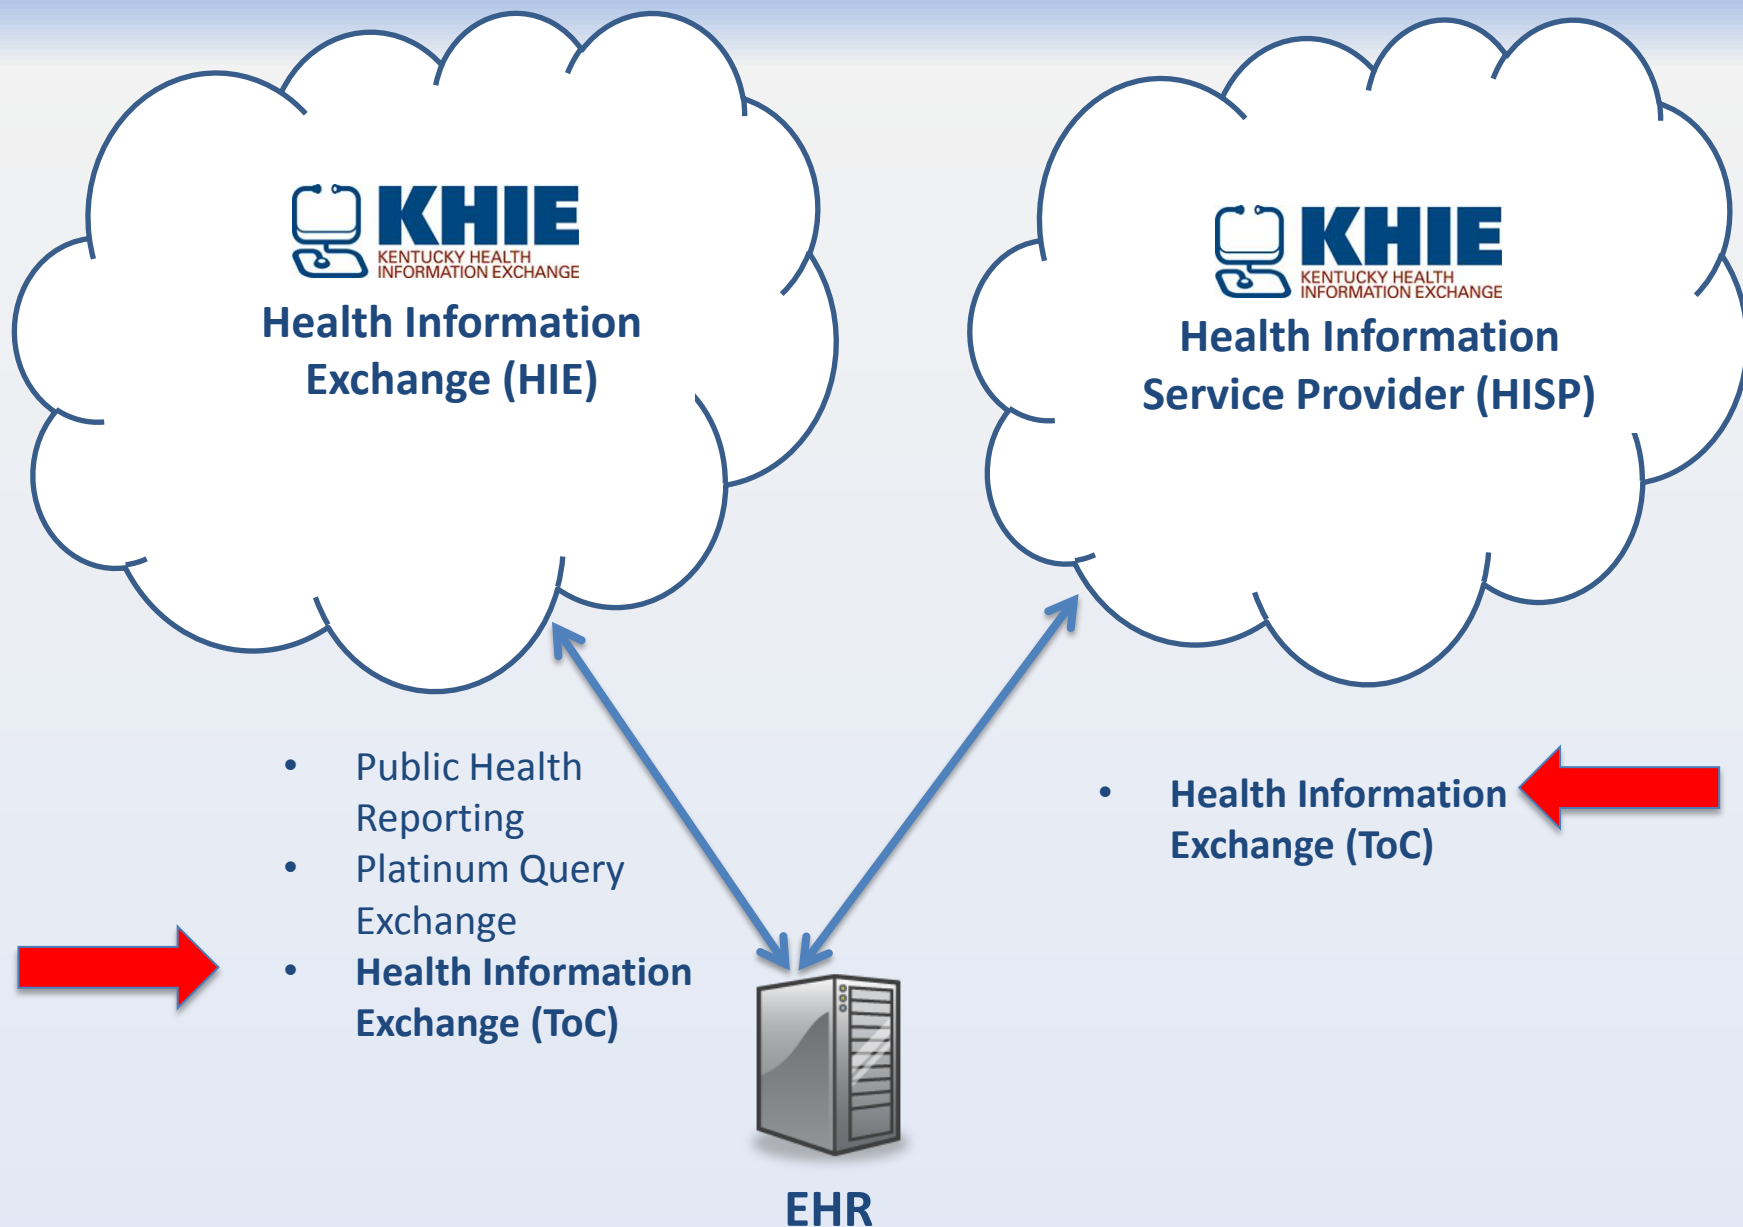 KHIE
KENTUCKY HEALTH
INFORMATION EXCHANGE
Health Information
Exchange (HIE)
KHIE
KENTUCKY HEALTH
INFORMATION EXCHANGE
Health Information
Service Provider (HISP)
• Public Health
Reporting
• Platinum Query
Exchange
• Health Information
Exchange (ToC)
• Health Information
Exchange (ToC)
EHR